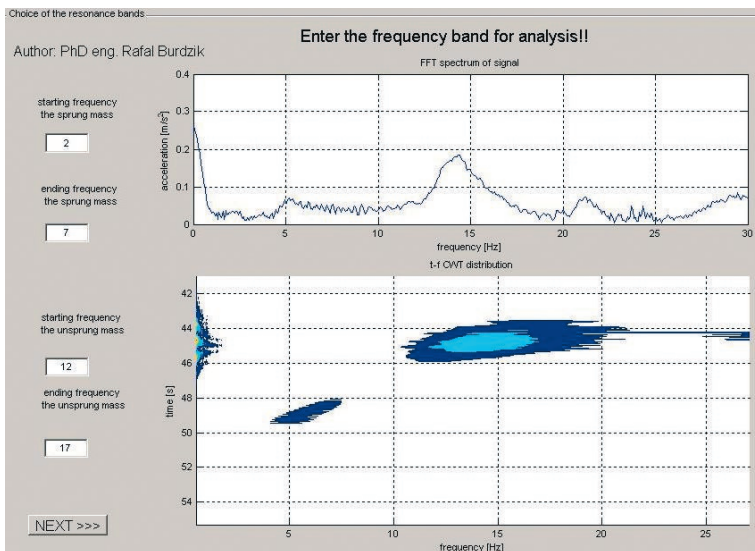 Choice of the resonance bands
Enter the frequency band for analysis!!
Author: PhD eng. Rafal Burdzik
starting frequency
the sprung mass
2
ending frequency
the sprung mass
7
starting frequency
the unsprung mass
12
ending frequency
the unsprung mass
17
NEXT >>>
FFT spectrum of signal
acceleration [m/s²]
0.4
0.3
0.2
0.1
0
0 5 10 15 20 25 30
frequency [Hz]
t-f CWT distribution
time [s]
42
44
46
48
50
52
54
5 10 15 20 25
frequency [Hz]